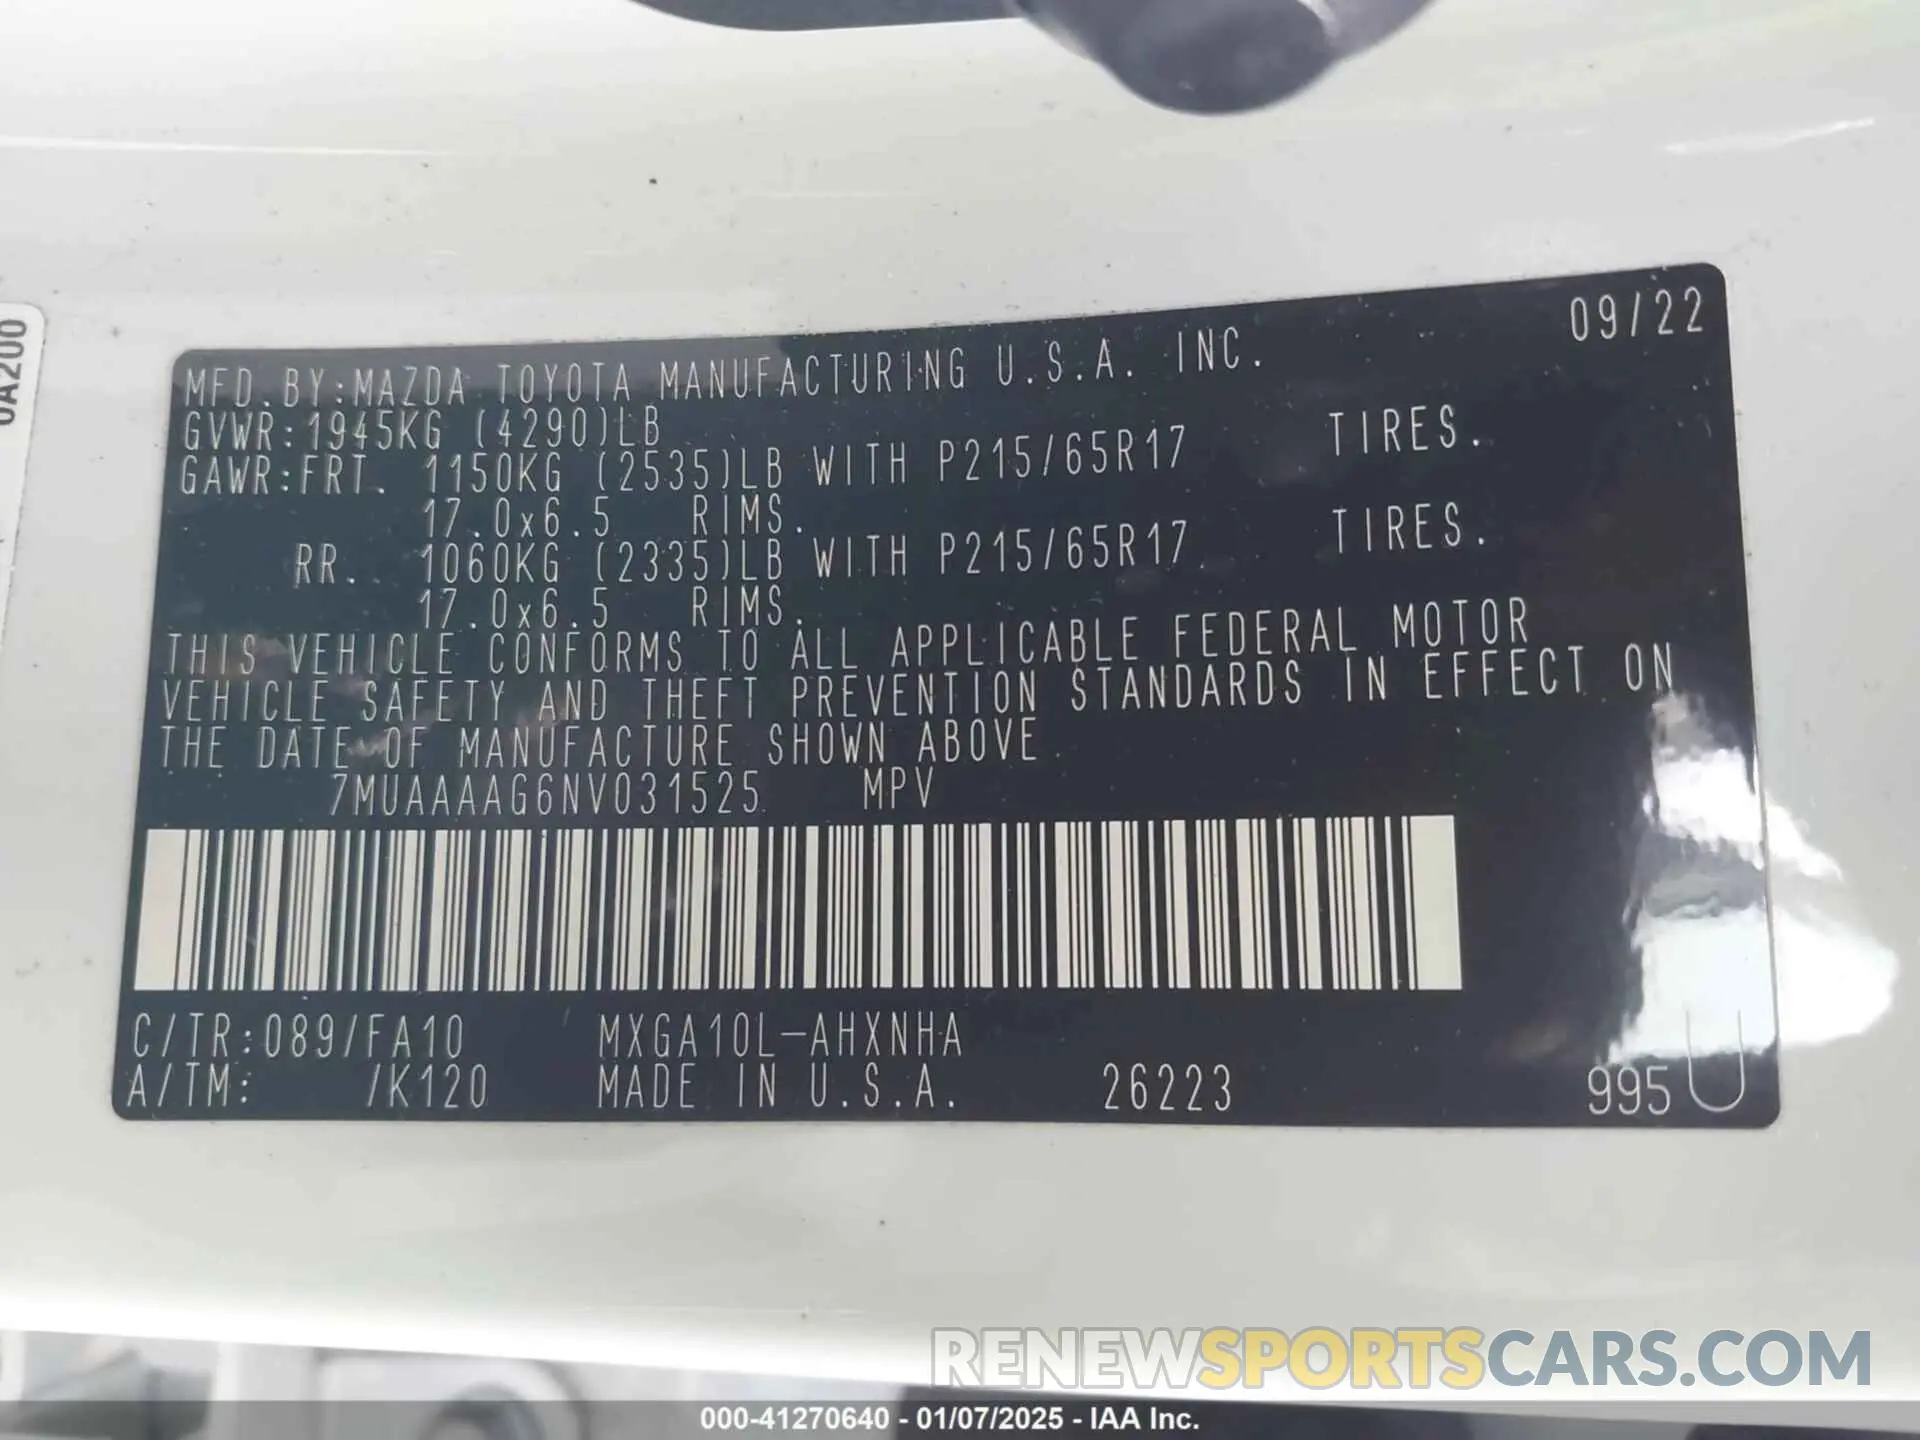 0A200
09/22
MFD.BY:MAZDA TOYOTA MANUFACTURING U.S.A. INC.
GVWR:1945KG (4290)LB
GAWR:FRT. 1150KG (2535)LB WITH P215/65R17 TIRES.
17.0x6.5 RIMS.
RR. 1060KG (2335)LB WITH P215/65R17 TIRES.
17.0x6.5 RIMS.
THIS VEHICLE CONFORMS TO ALL APPLICABLE FEDERAL MOTOR
VEHICLE SAFETY AND THEFT PREVENTION STANDARDS IN EFFECT ON
THE DATE OF MANUFACTURE SHOWN ABOVE.
7MUAAAAG6NV031525 MPV
C/TR:089/FA10 MXGA10L-AHXNHA
A/TM: /K120 MADE IN U.S.A. 26223 995 U
RENEWSPORTSCARS.COM
000-41270640 - 01/07/2025 - IAA Inc.